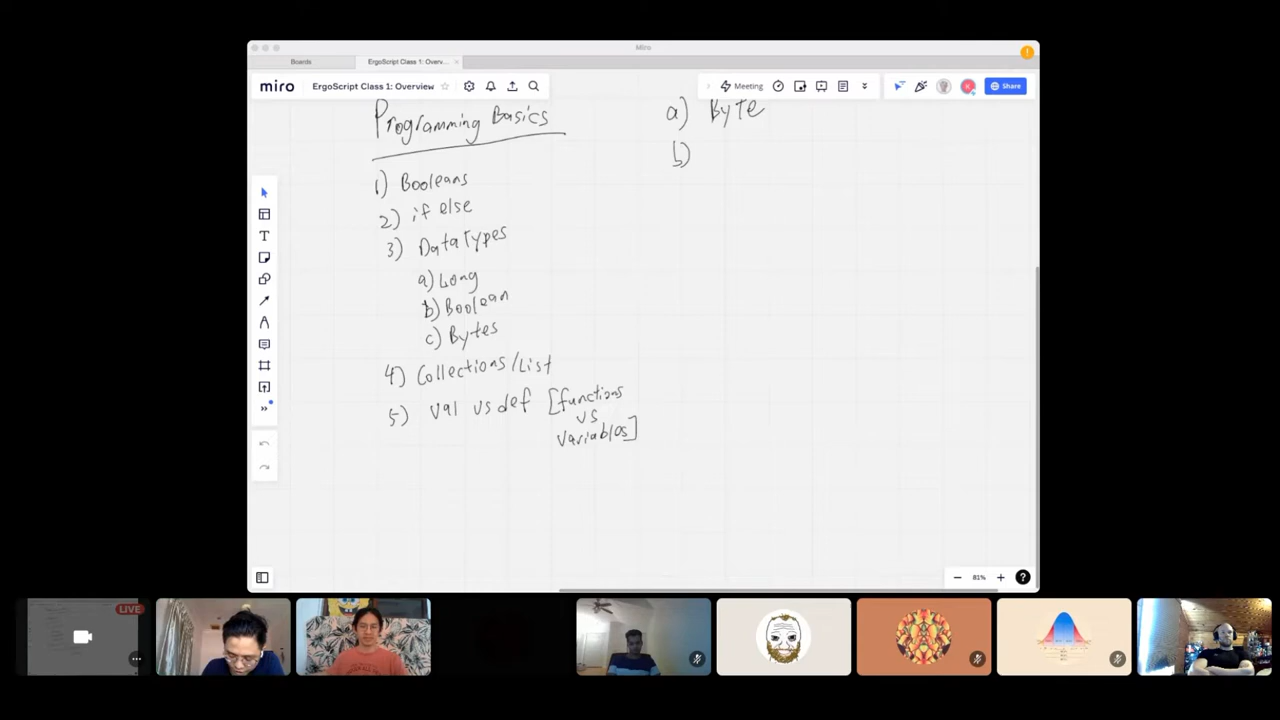 Miro
Boards
ErgoScript Class 1: Overv...
miro
ErgoScript Class 1: Overview
Meeting
Share
Programming Basics
1) Booleans
2) if else
3) DataTypes
a) Long
b) Boolean
c) Bytes
4) Collections/List
5) val vs def [functions
vs
variables]
a) Byte
b)
81%
LIVE